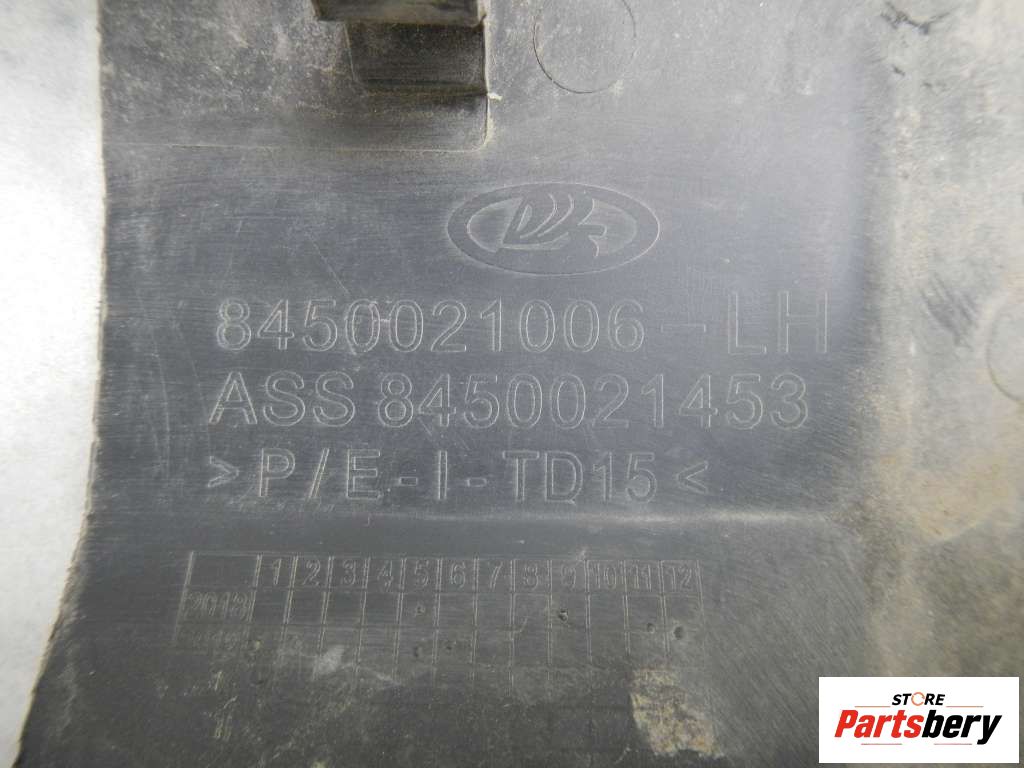 8450021006-LH
ASS 8450021453
>P/E-I-TD15<
1 2 3 4 5 6 7 8 9 10 11 12
STORE
Partsbery